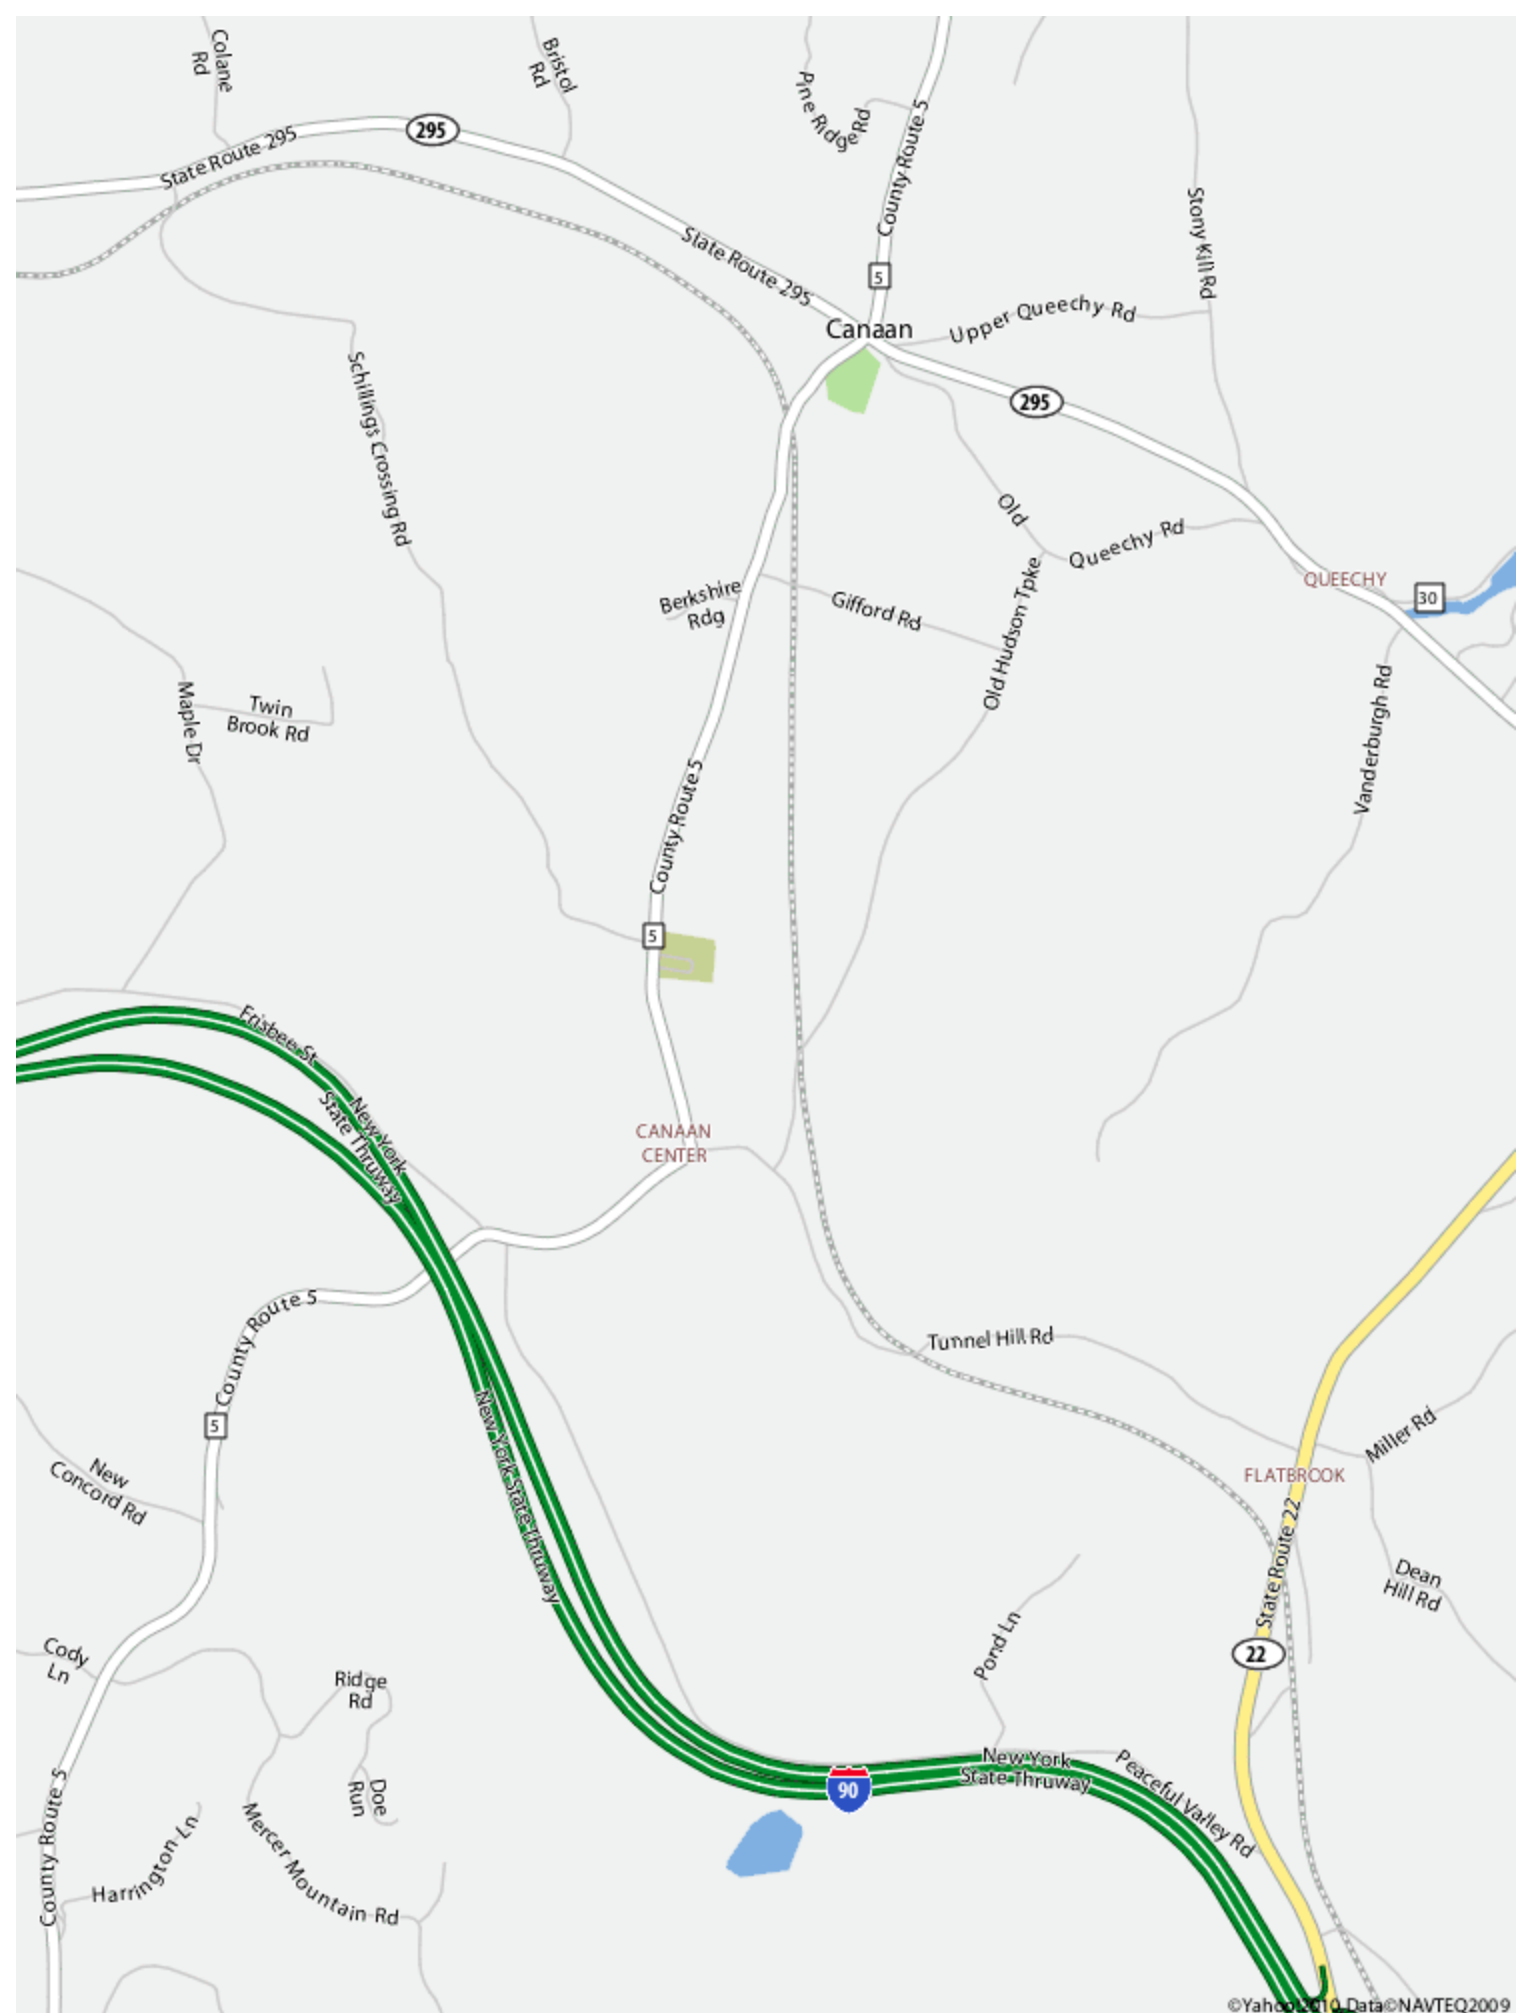 Colane
Rd
Bristol
Rd
Pine Ridge Rd
County Route 5
295
State Route 295
Stony Kill Rd
State Route 295
5
Canaan
Upper Queechy Rd
295
Schillings Crossing Rd
Old
Queechy Rd
QUEECHY
30
Berkshire
Rdg
Gifford Rd
Old Hudson Tpke
Maple Dr
Twin
Brook Rd
Vanderburgh Rd
County Route 5
5
Frisbee St
New York
State Thruway
CANAAN
CENTER
County Route 5
Tunnel Hill Rd
5
New York State Thruway
Miller Rd
FLATBROOK
New
Concord Rd
State Route 22
Dean
Hill Rd
Cody
Ln
Pond Ln
22
Ridge
Rd
County Route 5
Doe
Run
New York
State Thruway
90
Peaceful Valley Rd
Harrington Ln
Mercer Mountain Rd
©Yahoo!2010, Data©NAVTEQ2009